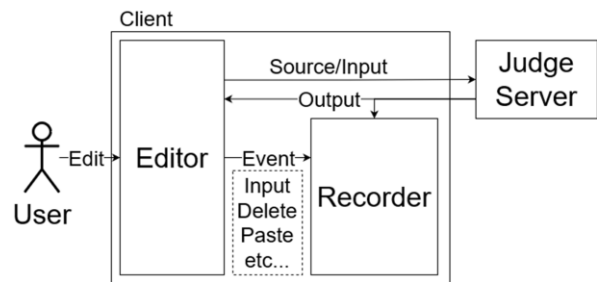 Client
Source/Input
Judge
Server
Output
Edit
Editor
Event
User
Input
Delete
Paste
etc...
Recorder